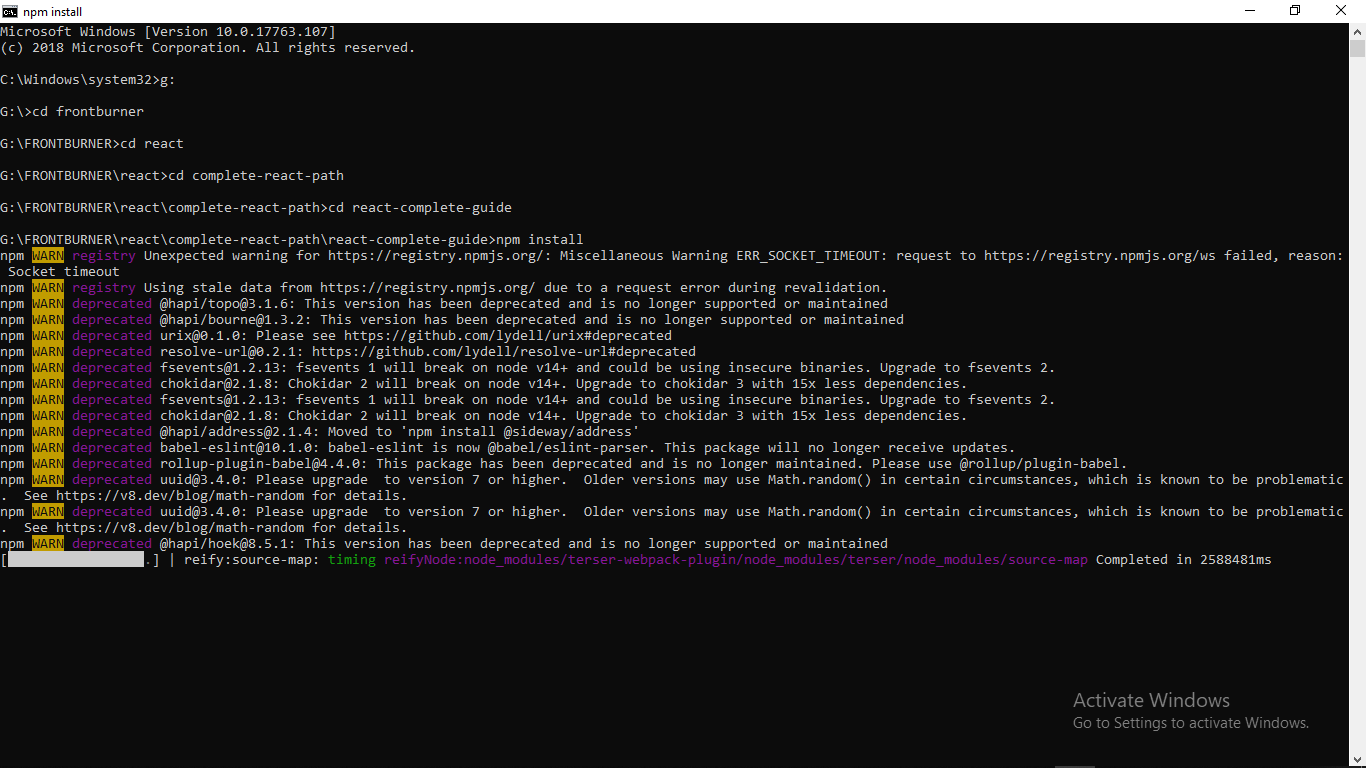 npm install
Microsoft Windows [Version 10.0.17763.107]
(c) 2018 Microsoft Corporation. All rights reserved.
C:\Windows\system32>g:
G:\>cd frontburner
G:\FRONTBURNER>cd react
G:\FRONTBURNER\react>cd complete-react-path
G:\FRONTBURNER\react\complete-react-path>cd react-complete-guide
G:\FRONTBURNER\react\complete-react-path\react-complete-guide>npm install
npm WARN registry Unexpected warning for https://registry.npmjs.org/: Miscellaneous Warning ERR_SOCKET_TIMEOUT: request to https://registry.npmjs.org/ws failed, reason:
 Socket timeout
npm WARN registry Using stale data from https://registry.npmjs.org/ due to a request error during revalidation.
npm WARN deprecated @hapi/topo@3.1.6: This version has been deprecated and is no longer supported or maintained
npm WARN deprecated @hapi/bourne@1.3.2: This version has been deprecated and is no longer supported or maintained
npm WARN deprecated urix@0.1.0: Please see https://github.com/lydell/urix#deprecated
npm WARN deprecated resolve-url@0.2.1: https://github.com/lydell/resolve-url#deprecated
npm WARN deprecated fsevents@1.2.13: fsevents 1 will break on node v14+ and could be using insecure binaries. Upgrade to fsevents 2.
npm WARN deprecated chokidar@2.1.8: Chokidar 2 will break on node v14+. Upgrade to chokidar 3 with 15x less dependencies.
npm WARN deprecated fsevents@1.2.13: fsevents 1 will break on node v14+ and could be using insecure binaries. Upgrade to fsevents 2.
npm WARN deprecated chokidar@2.1.8: Chokidar 2 will break on node v14+. Upgrade to chokidar 3 with 15x less dependencies.
npm WARN deprecated @hapi/address@2.1.4: Moved to 'npm install @sideway/address'
npm WARN deprecated babel-eslint@10.1.0: babel-eslint is now @babel/eslint-parser. This package will no longer receive updates.
npm WARN deprecated rollup-plugin-babel@4.4.0: This package has been deprecated and is no longer maintained. Please use @rollup/plugin-babel.
npm WARN deprecated uuid@3.4.0: Please upgrade  to version 7 or higher.  Older versions may use Math.random() in certain circumstances, which is known to be problematic
.  See https://v8.dev/blog/math-random for details.
npm WARN deprecated uuid@3.4.0: Please upgrade  to version 7 or higher.  Older versions may use Math.random() in certain circumstances, which is known to be problematic
.  See https://v8.dev/blog/math-random for details.
npm WARN deprecated @hapi/hoek@8.5.1: This version has been deprecated and is no longer supported or maintained
[.] | reify:source-map: timing reifyNode:node_modules/terser-webpack-plugin/node_modules/terser/node_modules/source-map Completed in 2588481ms
Activate Windows
Go to Settings to activate Windows.